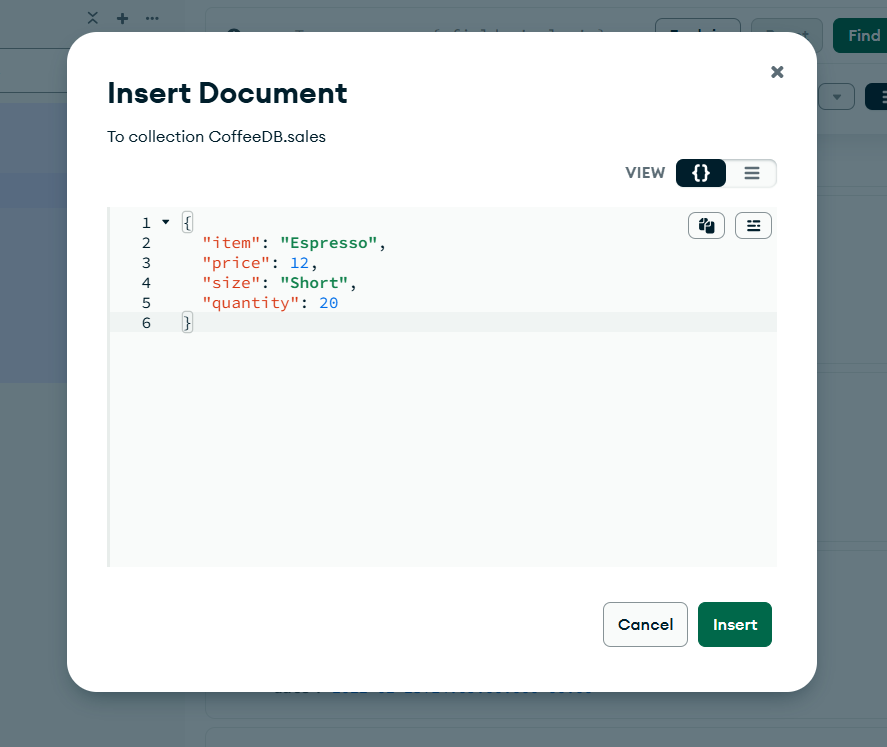 Find
Insert Document
To collection CoffeeDB.sales
VIEW {}
1 {
2 "item": "Espresso",
3 "price": 12,
4 "size": "Short",
5 "quantity": 20
6 }
Cancel Insert